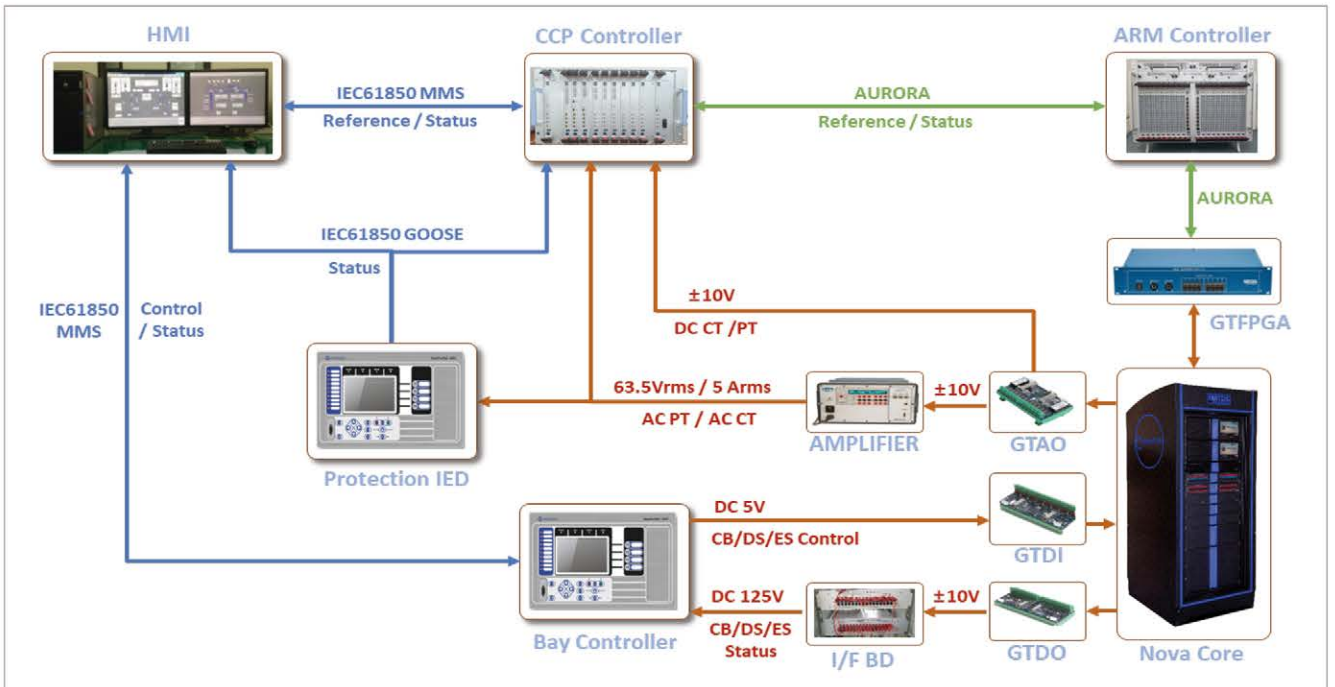 HMI
CCP Controller
ARM Controller
IEC61850 MMS
Reference / Status
AURORA
Reference / Status
AURORA
IEC61850 GOOSE
Status
IEC61850
MMS
Control
/ Status
±10V
DC CT /PT
GTFPGA
63.5Vrms / 5 Arms
AC PT / AC CT
±10V
AMPLIFIER
GTAO
Protection IED
DC 5V
CB/DS/ES Control
GTDI
DC 125V
CB/DS/ES
Status
±10V
Bay Controller
I/F BD
GTDO
Nova Core